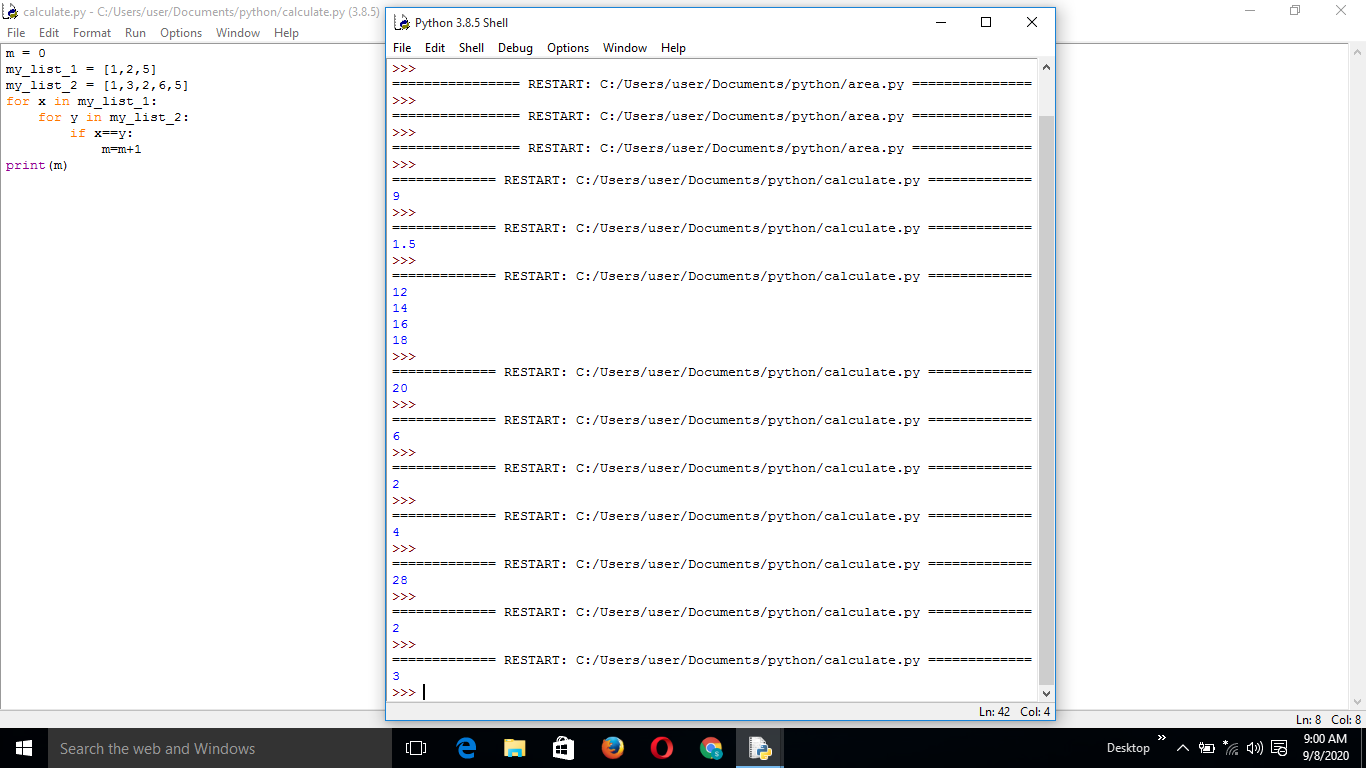 calculate.py - C:/Users/user/Documents/python/calculate.py (3.8.5)
File Edit Format Run Options Window Help
m = 0
my_list_1 = [1,2,5]
my_list_2 = [1,3,2,6,5]
for x in my_list_1:
    for y in my_list_2:
        if x==y:
            m=m+1
print(m)
Python 3.8.5 Shell
File Edit Shell Debug Options Window Help
>>>
================ RESTART: C:/Users/user/Documents/python/area.py ===============
>>>
================ RESTART: C:/Users/user/Documents/python/area.py ===============
>>>
================ RESTART: C:/Users/user/Documents/python/area.py ===============
>>>
============= RESTART: C:/Users/user/Documents/python/calculate.py =============
9
>>>
============= RESTART: C:/Users/user/Documents/python/calculate.py =============
1.5
>>>
============= RESTART: C:/Users/user/Documents/python/calculate.py =============
12
14
16
18
>>>
============= RESTART: C:/Users/user/Documents/python/calculate.py =============
20
>>>
============= RESTART: C:/Users/user/Documents/python/calculate.py =============
6
>>>
============= RESTART: C:/Users/user/Documents/python/calculate.py =============
2
>>>
============= RESTART: C:/Users/user/Documents/python/calculate.py =============
4
>>>
============= RESTART: C:/Users/user/Documents/python/calculate.py =============
28
>>>
============= RESTART: C:/Users/user/Documents/python/calculate.py =============
2
>>>
============= RESTART: C:/Users/user/Documents/python/calculate.py =============
3
>>>
Ln: 42 Col: 4
Ln: 8 Col: 8
Search the web and Windows
Desktop
9:00 AM
9/8/2020